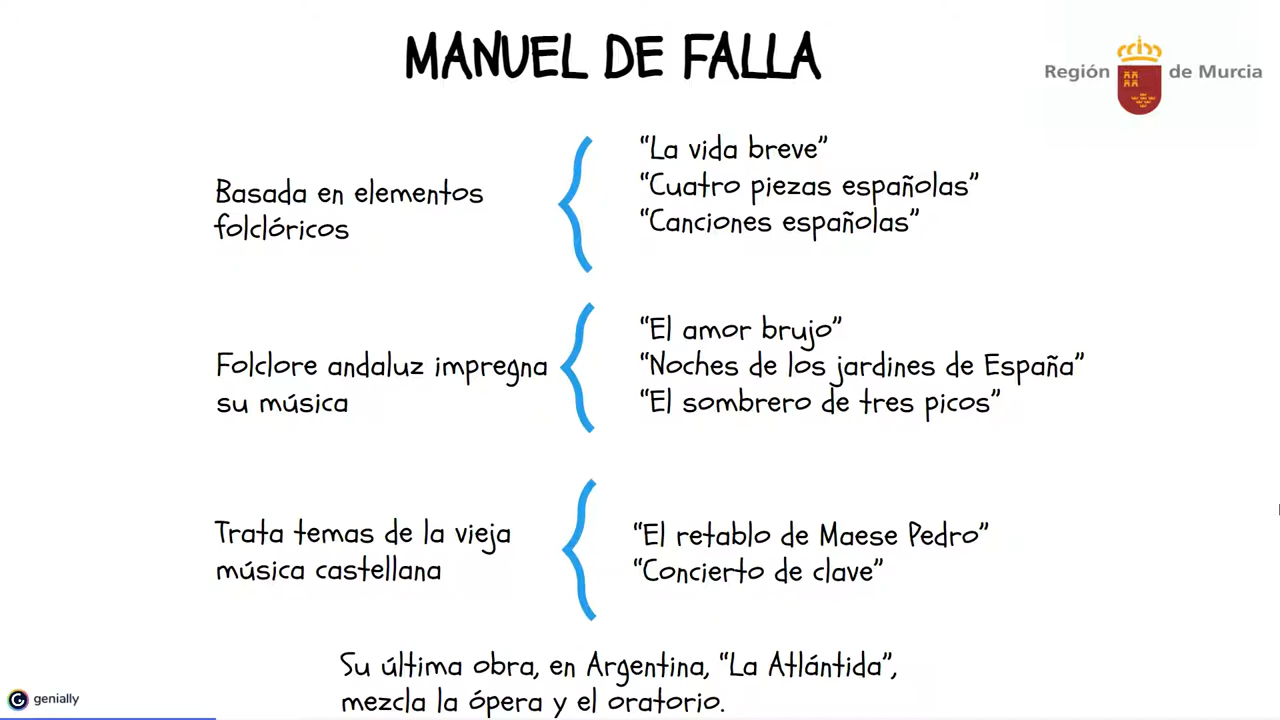 MANUEL DE FALLA
Región de Murcia
Basada en elementos
folclóricos
“La vida breve”
“Cuatro piezas españolas”
“Canciones españolas”
Folclore andaluz impregna
su música
“El amor brujo”
“Noches de los jardines de España”
“El sombrero de tres picos”
Trata temas de la vieja
música castellana
“El retablo de Maese Pedro”
“Concierto de clave”
Su última obra, en Argentina, “La Atlántida”,
mezcla la ópera y el oratorio.
genially